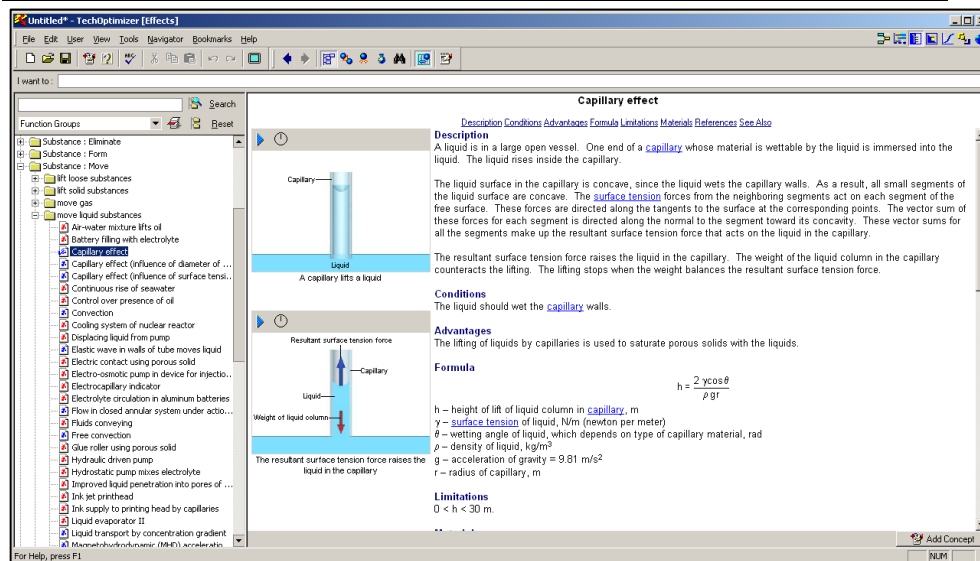 Untitled* - TechOptimizer [Effects]
File Edit User View Tools Navigator Bookmarks Help
I want to :
Search
Function Groups
Reset
Substance : Eliminate
Substance : Form
Substance : Move
lift loose substances
lift solid substances
move gas
move liquid substances
Air-water mixture lifts oil
Battery filling with electrolyte
Capillary effect
Capillary effect (influence of diameter of ...
Capillary effect (influence of surface tensi...
Continuous rise of seawater
Control over presence of oil
Convection
Cooling system of nuclear reactor
Displacing liquid from pump
Elastic wave in walls of tube moves liquid
Electric contact using porous solid
Electro-osmotic pump in device for injectio...
Electrocapillary indicator
Electrolyte circulation in aluminum batteries
Flow in closed annular system under actio...
Fluids conveying
Free convection
Glue roller using porous solid
Hydraulic driven pump
Hydrostatic pump mixes electrolyte
Improved liquid penetration into pores of ...
Ink jet printhead
Ink supply to printing head by capillaries
Liquid evaporator II
Liquid transport by concentration gradient
Magnetohydrodynamic (MHD) acceleratio...
Capillary
Liquid
A capillary lifts a liquid
Resultant surface tension force
Capillary
Liquid
Weight of liquid column
The resultant surface tension force raises the
liquid in the capillary
Capillary effect
Description Conditions Advantages Formula Limitations Materials References See Also
Description
A liquid is in a large open vessel. One end of a capillary whose material is wettable by the liquid is immersed into the
liquid. The liquid rises inside the capillary.
The liquid surface in the capillary is concave, since the liquid wets the capillary walls. As a result, all small segments of
the liquid surface are concave. The surface tension forces from the neighboring segments act on each segment of the
free surface. These forces are directed along the tangents to the surface at the corresponding points. The vector sum of
these forces for each segment is directed along the normal to the segment toward its concavity. These vector sums for
all the segments make up the resultant surface tension force that acts on the liquid in the capillary.
The resultant surface tension force raises the liquid in the capillary. The weight of the liquid column in the capillary
counteracts the lifting. The lifting stops when the weight balances the resultant surface tension force.
Conditions
The liquid should wet the capillary walls.
Advantages
The lifting of liquids by capillaries is used to saturate porous solids with the liquids.
Formula
h = 2 γcosθ / ρ gr
h – height of lift of liquid column in capillary, m
γ – surface tension of liquid, N/m (newton per meter)
θ – wetting angle of liquid, which depends on type of capillary material, rad
ρ – density of liquid, kg/m³
g – acceleration of gravity = 9.81 m/s²
r – radius of capillary, m
Limitations
0 < h < 30 m.
Add Concept
For Help, press F1
NUM